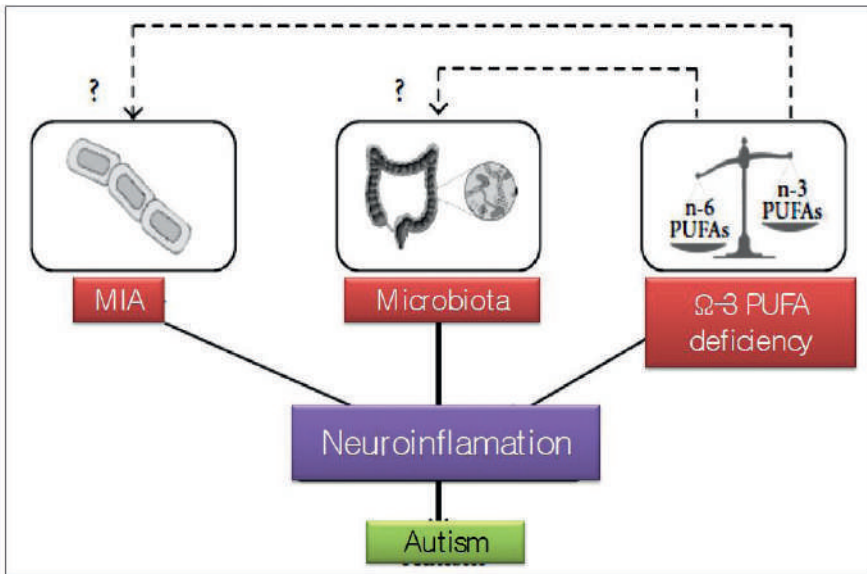 ?
?
n-6
PUFAs
n-3
PUFAs
MIA
Microbiota
Ω-3 PUFA
deficiency
Neuroinflamation
Autism